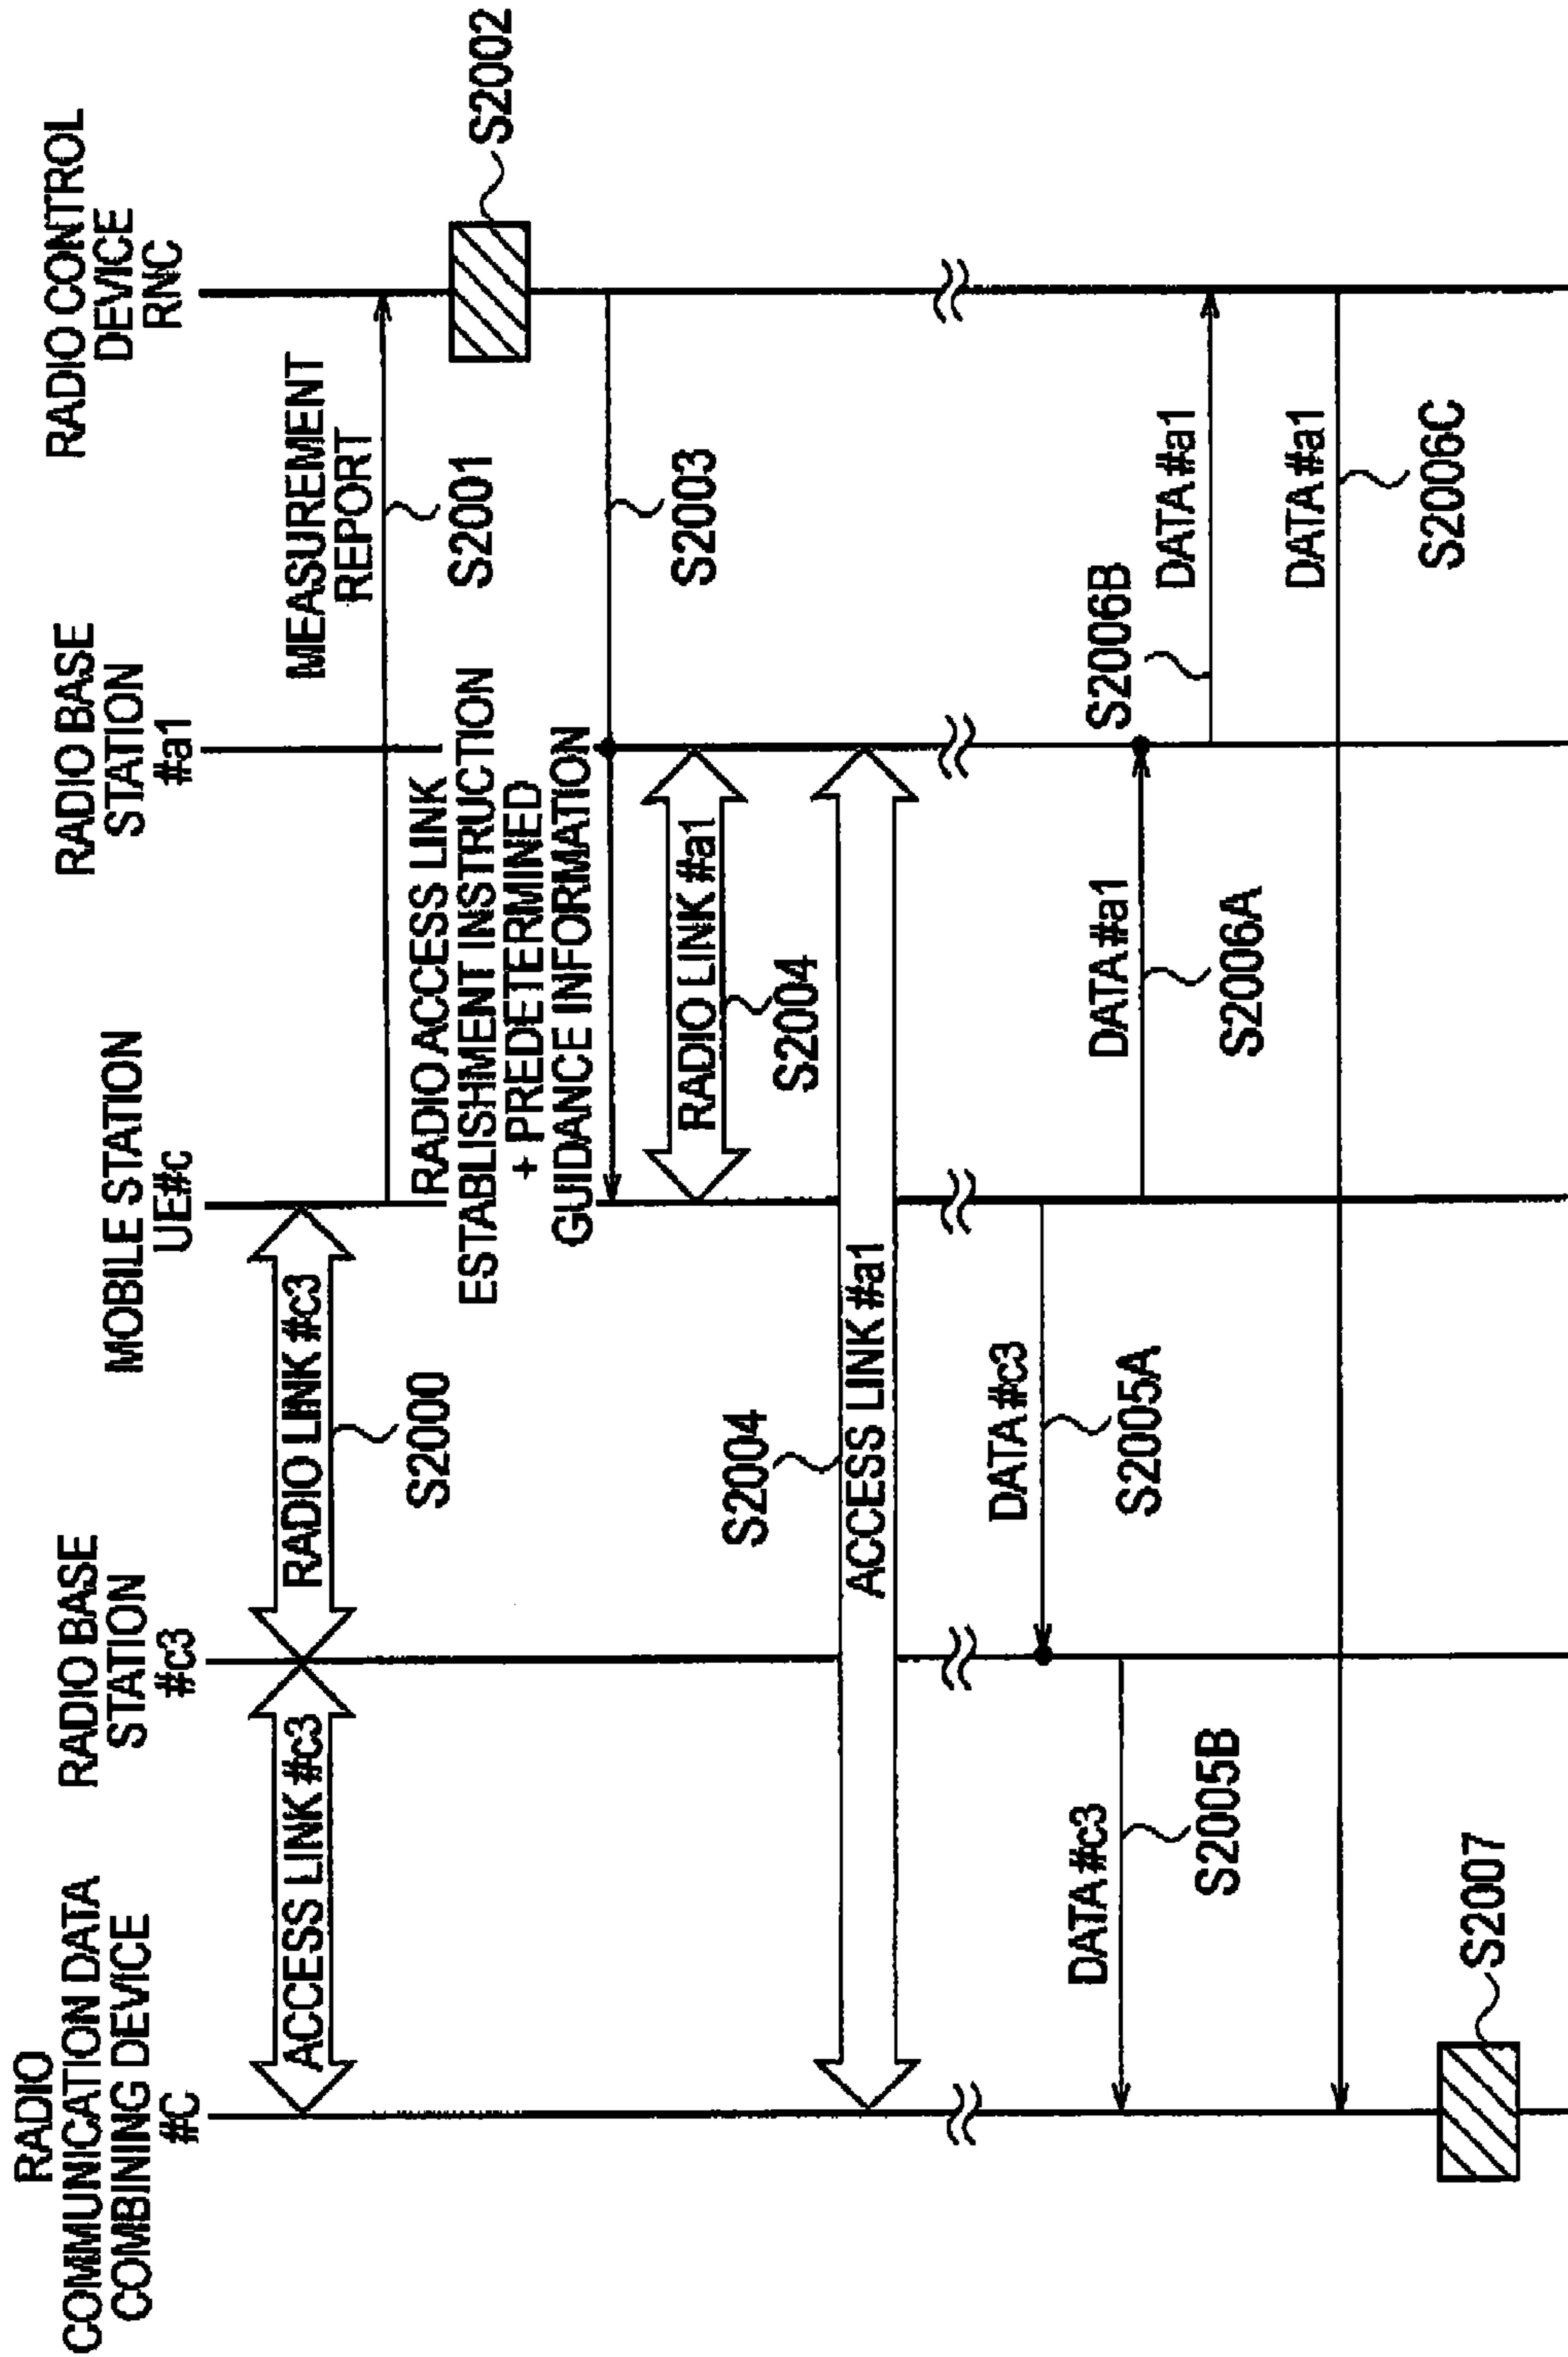 RADIO
COMMUNICATION DATA
COMBINING DEVICE
#C
RADIO BASE
STATION
#c3
MOBILE STATION
UE#c
RADIO BASE
STATION
#a1
RADIO CONTROL
DEVICE
RNC
ACCESS LINK #c3
RADIO LINK #c3
S2000
MEASUREMENT
REPORT
S2001
S2002
RADIO ACCESS LINK
ESTABLISHMENT INSTRUCTION
+ PREDETERMINED
GUIDANCE INFORMATION
S2003
RADIO LINK #a1
S2004
S2004
ACCESS LINK #a1
DATA#c3
S2005A
DATA#c3
S2005B
DATA#a1
S2006A
S2006B
DATA#a1
DATA#a1
S2006C
S2007